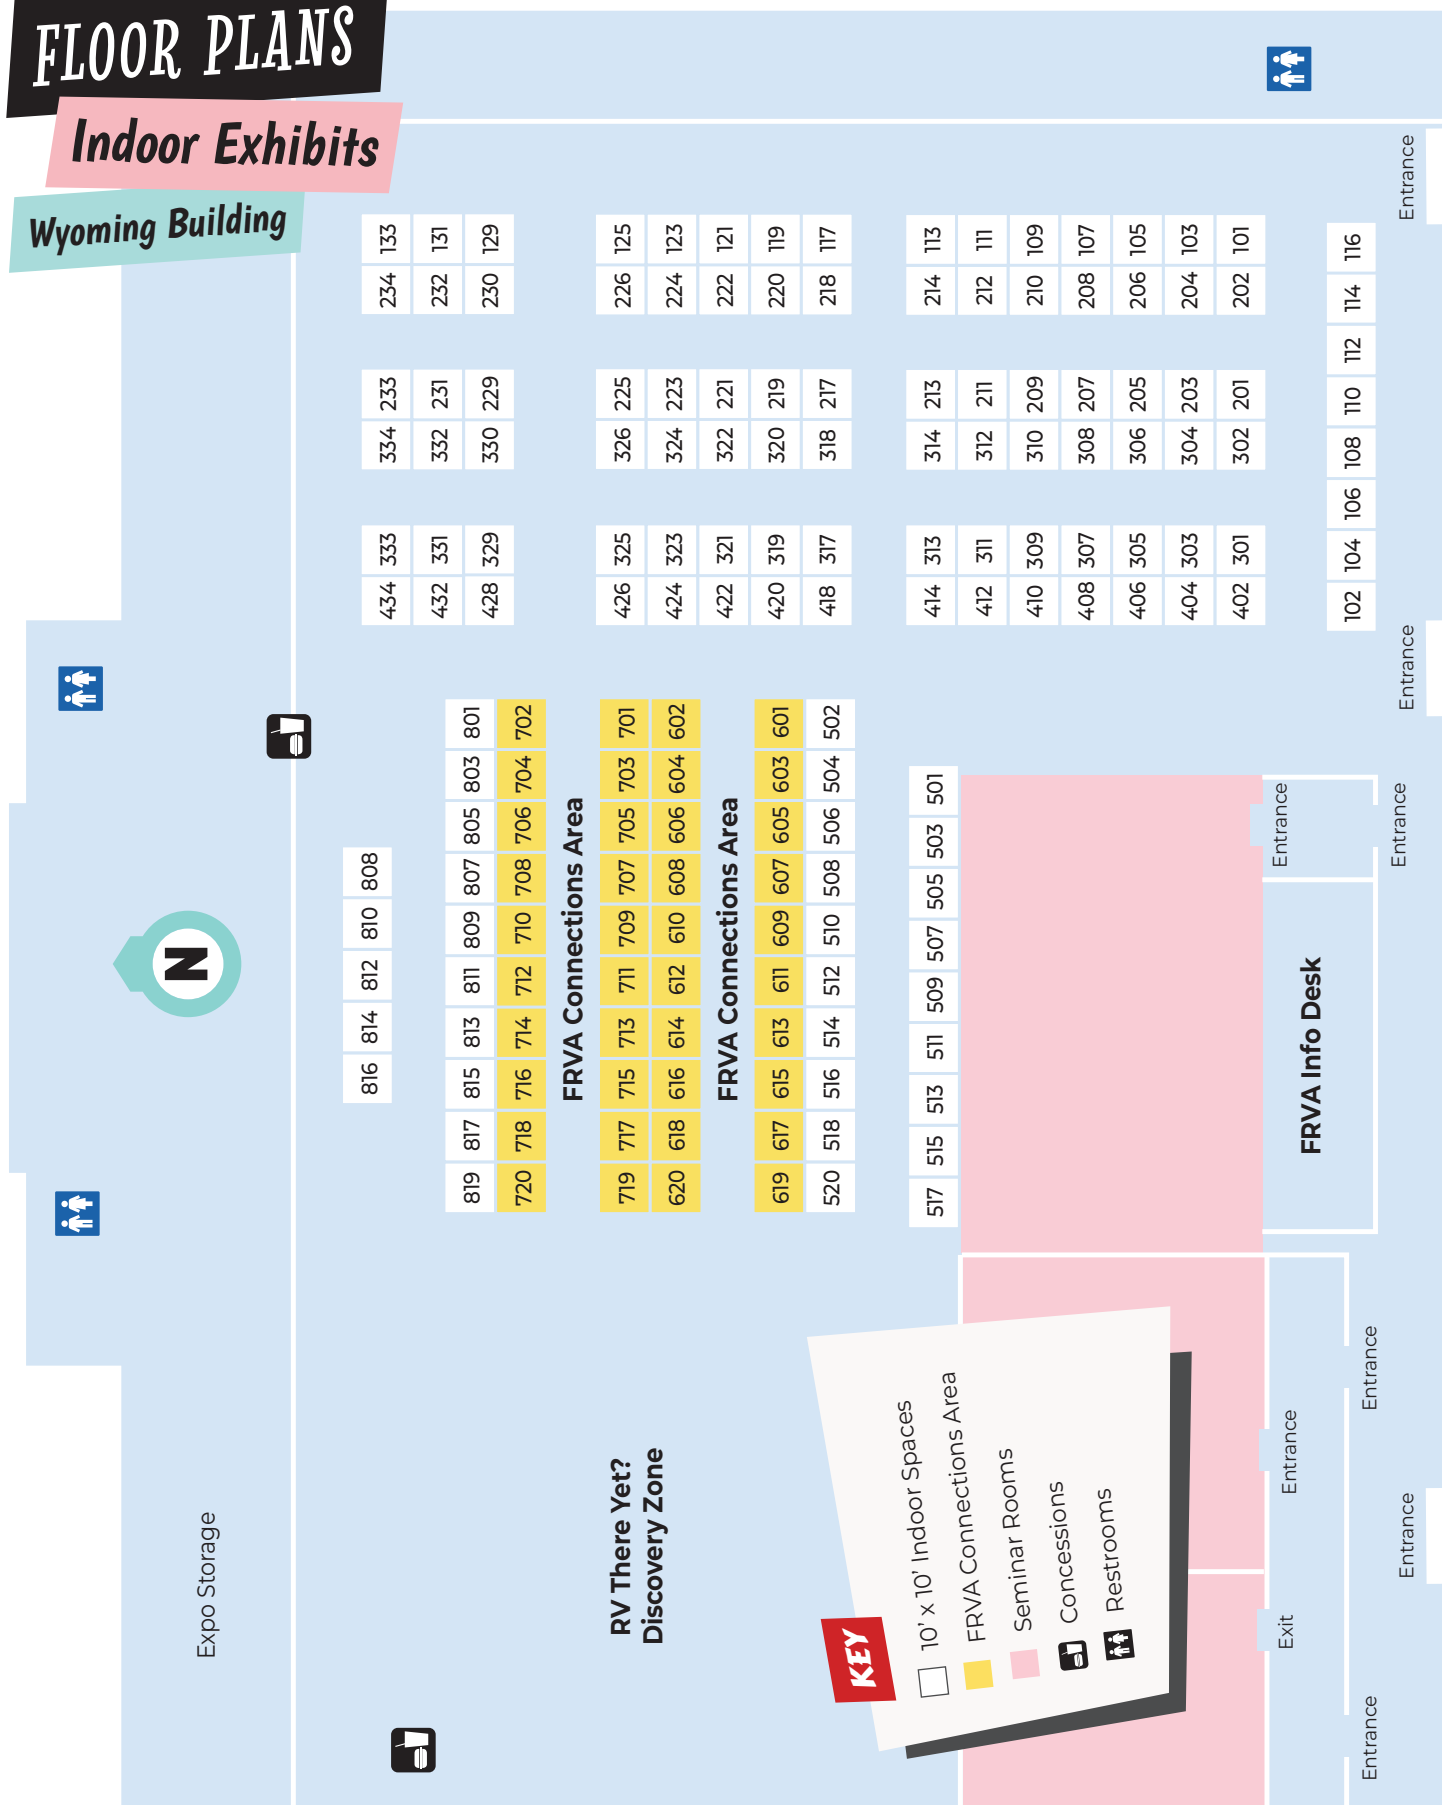 FLOOR PLANS
Indoor Exhibits
Wyoming Building
Entrance
133 131 129 125 123 121 119 117 113 111 109 107 105 103 101
234 232 230 226 224 222 220 218 214 212 210 208 206 204 202
233 231 229 225 223 221 219 217 213 211 209 207 205 203 201
334 332 330 326 324 322 320 318 314 312 310 308 306 304 302
333 331 329 325 323 321 319 317 313 311 309 307 305 303 301
434 432 428 426 424 422 420 418 414 412 410 408 406 404 402
116
114
112
110
108
106
104
102
Entrance
808
810
812
814
816
801 702 701 602 601 502
803 704 703 604 603 504
805 706 705 606 605 506
807 708 707 608 607 508
809 710 709 610 609 510
811 712 711 612 611 512
813 714 713 614 613 514
815 716 715 616 615 516
817 718 717 618 617 518
819 720 719 620 619 520
FRVA Connections Area
FRVA Connections Area
501
503
505
507
509
511
513
515
517
Entrance
Entrance
N
FRVA Info Desk
Expo Storage
RV There Yet?
Discovery Zone
KEY
10' x 10' Indoor Spaces
FRVA Connections Area
Seminar Rooms
Concessions
Restrooms
Entrance
Entrance
Entrance
Exit
Entrance